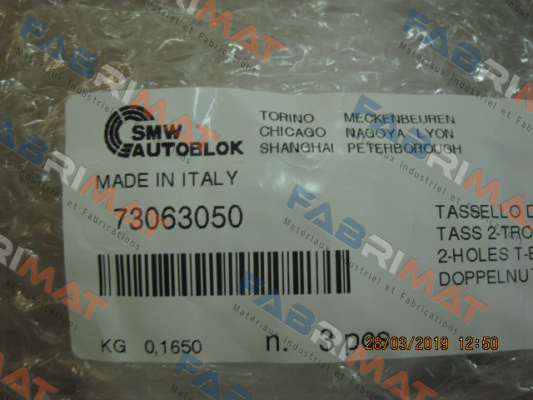 SMW
AUTOBLOK
TORINO MECKENBEUREN
CHICAGO NAGOYA LYON
SHANGHAI PETERBOROUGH
MADE IN ITALY
73063050
TASSELLO D
TASS 2-TRO
2-HOLES T-
DOPPELNUT
KG 0,1650
n. 3 pcs
28/03/2019 12:50
FABRIMAT
Materiaux Industriel et Fabrications